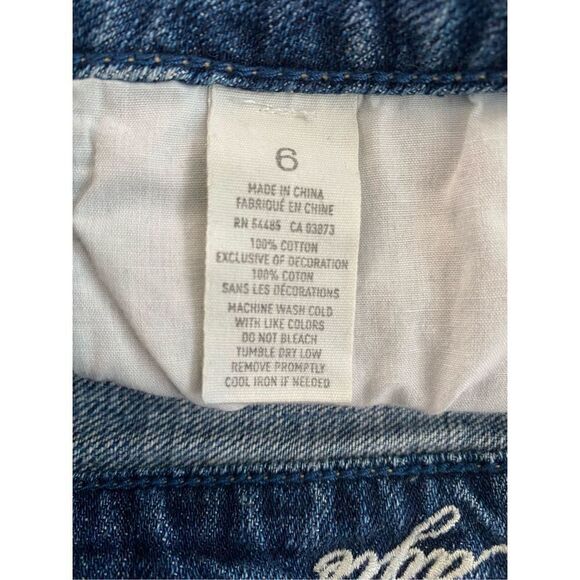 6
MADE IN CHINA
FABRIQUÉ EN CHINE
RN 54485 CA 03073
100% COTTON
EXCLUSIVE OF DECORATION
100% COTON
SANS LES DÉCORATIONS
MACHINE WASH COLD
WITH LIKE COLORS
DO NOT BLEACH
TUMBLE DRY LOW
REMOVE PROMPTLY
COOL IRON IF NEEDED